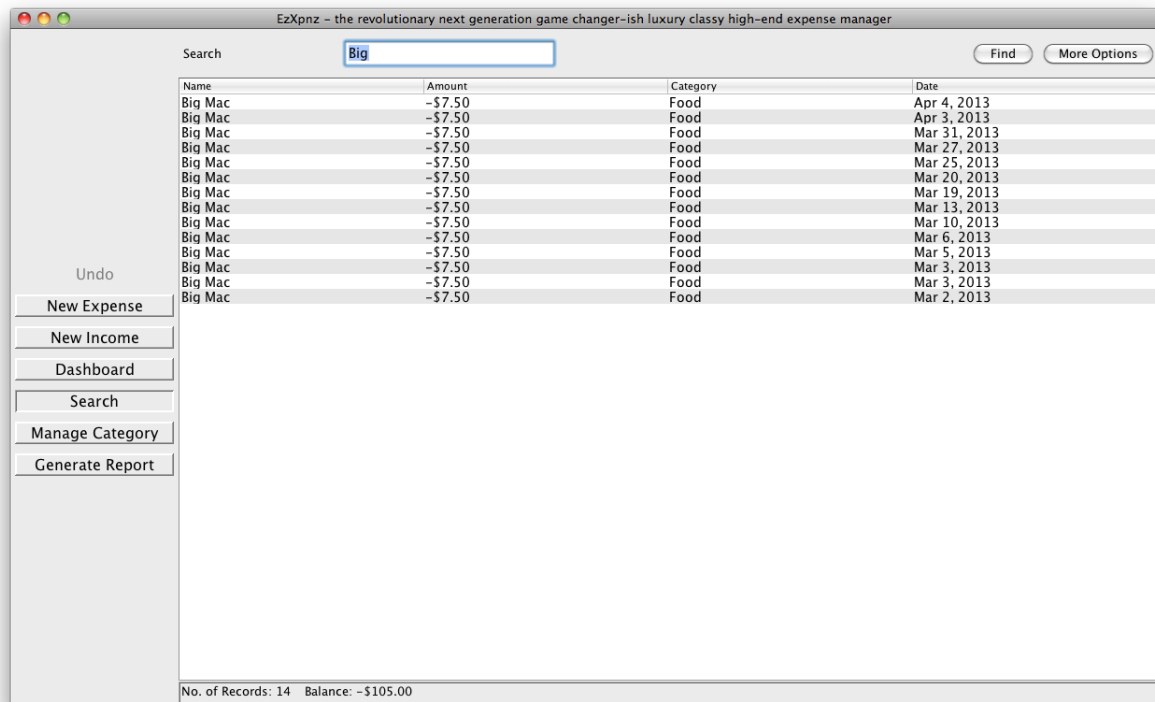 EzXpnz – the revolutionary next generation game changer-ish luxury classy high-end expense manager
Search Big Find More Options
Name Amount Category Date
Big Mac -$7.50 Food Apr 4, 2013
Big Mac -$7.50 Food Apr 3, 2013
Big Mac -$7.50 Food Mar 31, 2013
Big Mac -$7.50 Food Mar 27, 2013
Big Mac -$7.50 Food Mar 25, 2013
Big Mac -$7.50 Food Mar 20, 2013
Big Mac -$7.50 Food Mar 19, 2013
Big Mac -$7.50 Food Mar 13, 2013
Big Mac -$7.50 Food Mar 10, 2013
Big Mac -$7.50 Food Mar 6, 2013
Big Mac -$7.50 Food Mar 5, 2013
Big Mac -$7.50 Food Mar 3, 2013
Big Mac -$7.50 Food Mar 3, 2013
Big Mac -$7.50 Food Mar 2, 2013
Undo
New Expense
New Income
Dashboard
Search
Manage Category
Generate Report
No. of Records: 14 Balance: -$105.00